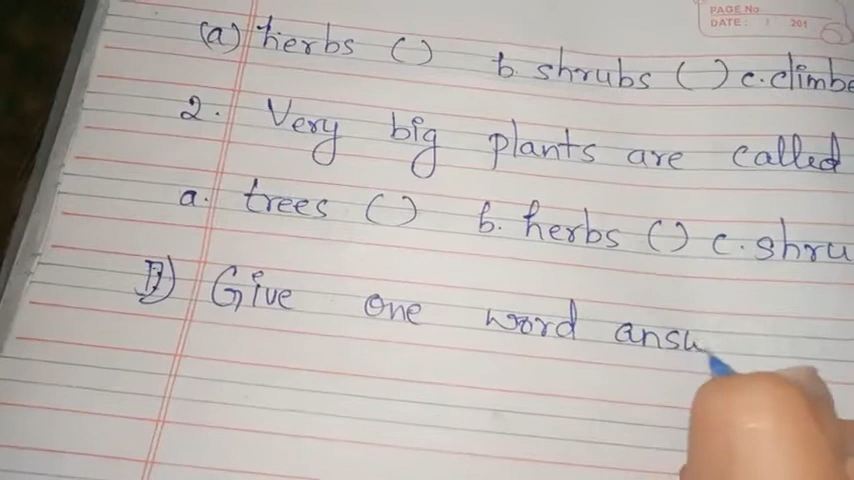 PAGE No
DATE: / 201
(a) herbs ( ) b. shrubs ( ) c. climbe
2. Very big plants are called
a. trees ( ) b. herbs ( ) c. shru
D) Give one word answ